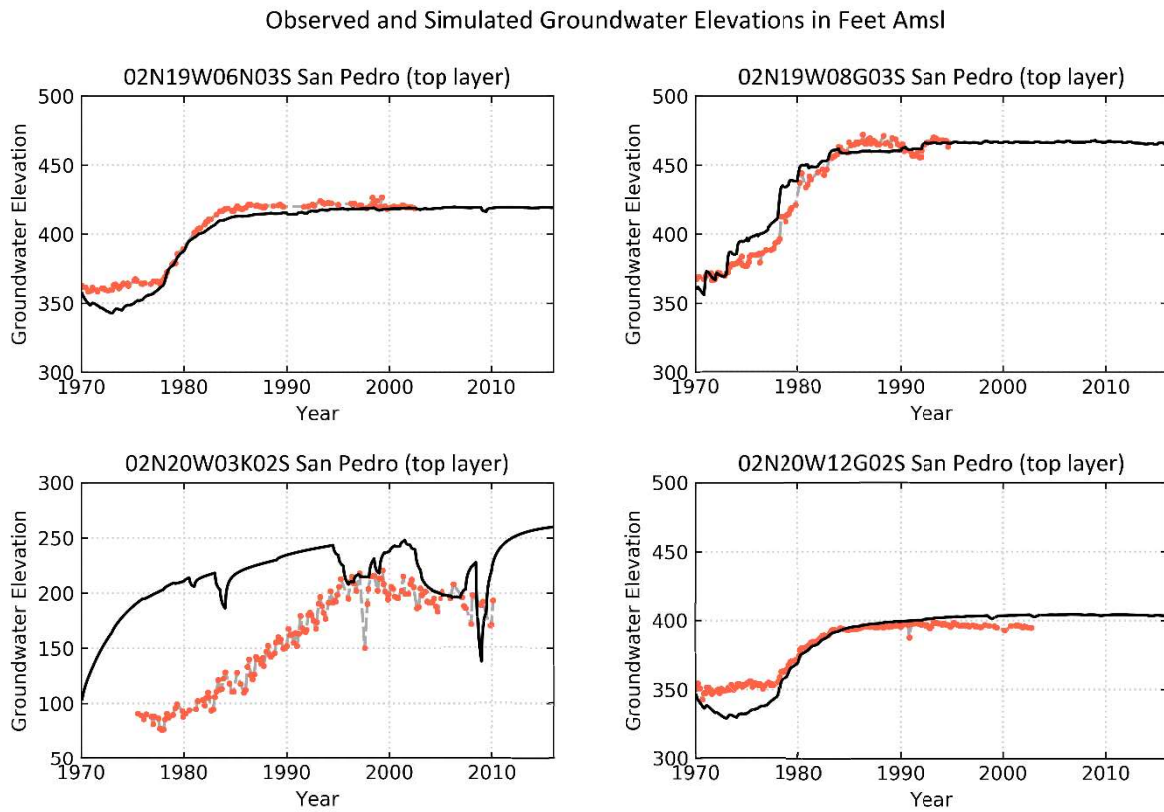 Observed and Simulated Groundwater Elevations in Feet Amsl
02N19W06N03S San Pedro (top layer)
500
450
400
350
300
Groundwater Elevation
1970 1980 1990 2000 2010
Year
02N19W08G03S San Pedro (top layer)
500
450
400
350
300
Groundwater Elevation
1970 1980 1990 2000 2010
Year
02N20W03K02S San Pedro (top layer)
300
250
200
150
100
50
Groundwater Elevation
1970 1980 1990 2000 2010
Year
02N20W12G02S San Pedro (top layer)
500
450
400
350
300
Groundwater Elevation
1970 1980 1990 2000 2010
Year